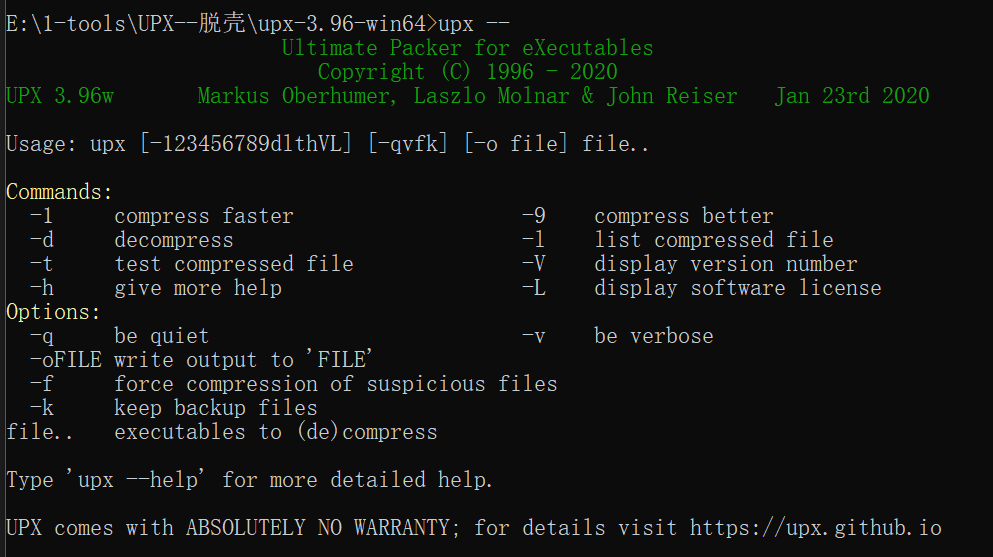 E:\1-tools\UPX--脱壳\upx-3.96-win64>upx --
Ultimate Packer for eXecutables
Copyright (C) 1996 - 2020
UPX 3.96w Markus Oberhumer, Laszlo Molnar & John Reiser Jan 23rd 2020
Usage: upx [-123456789dlthVL] [-qvfk] [-o file] file..
Commands:
-1 compress faster -9 compress better
-d decompress -l list compressed file
-t test compressed file -V display version number
-h give more help -L display software license
Options:
-q be quiet -v be verbose
-oFILE write output to 'FILE'
-f force compression of suspicious files
-k keep backup files
file.. executables to (de)compress
Type 'upx --help' for more detailed help.
UPX comes with ABSOLUTELY NO WARRANTY; for details visit https://upx.github.io